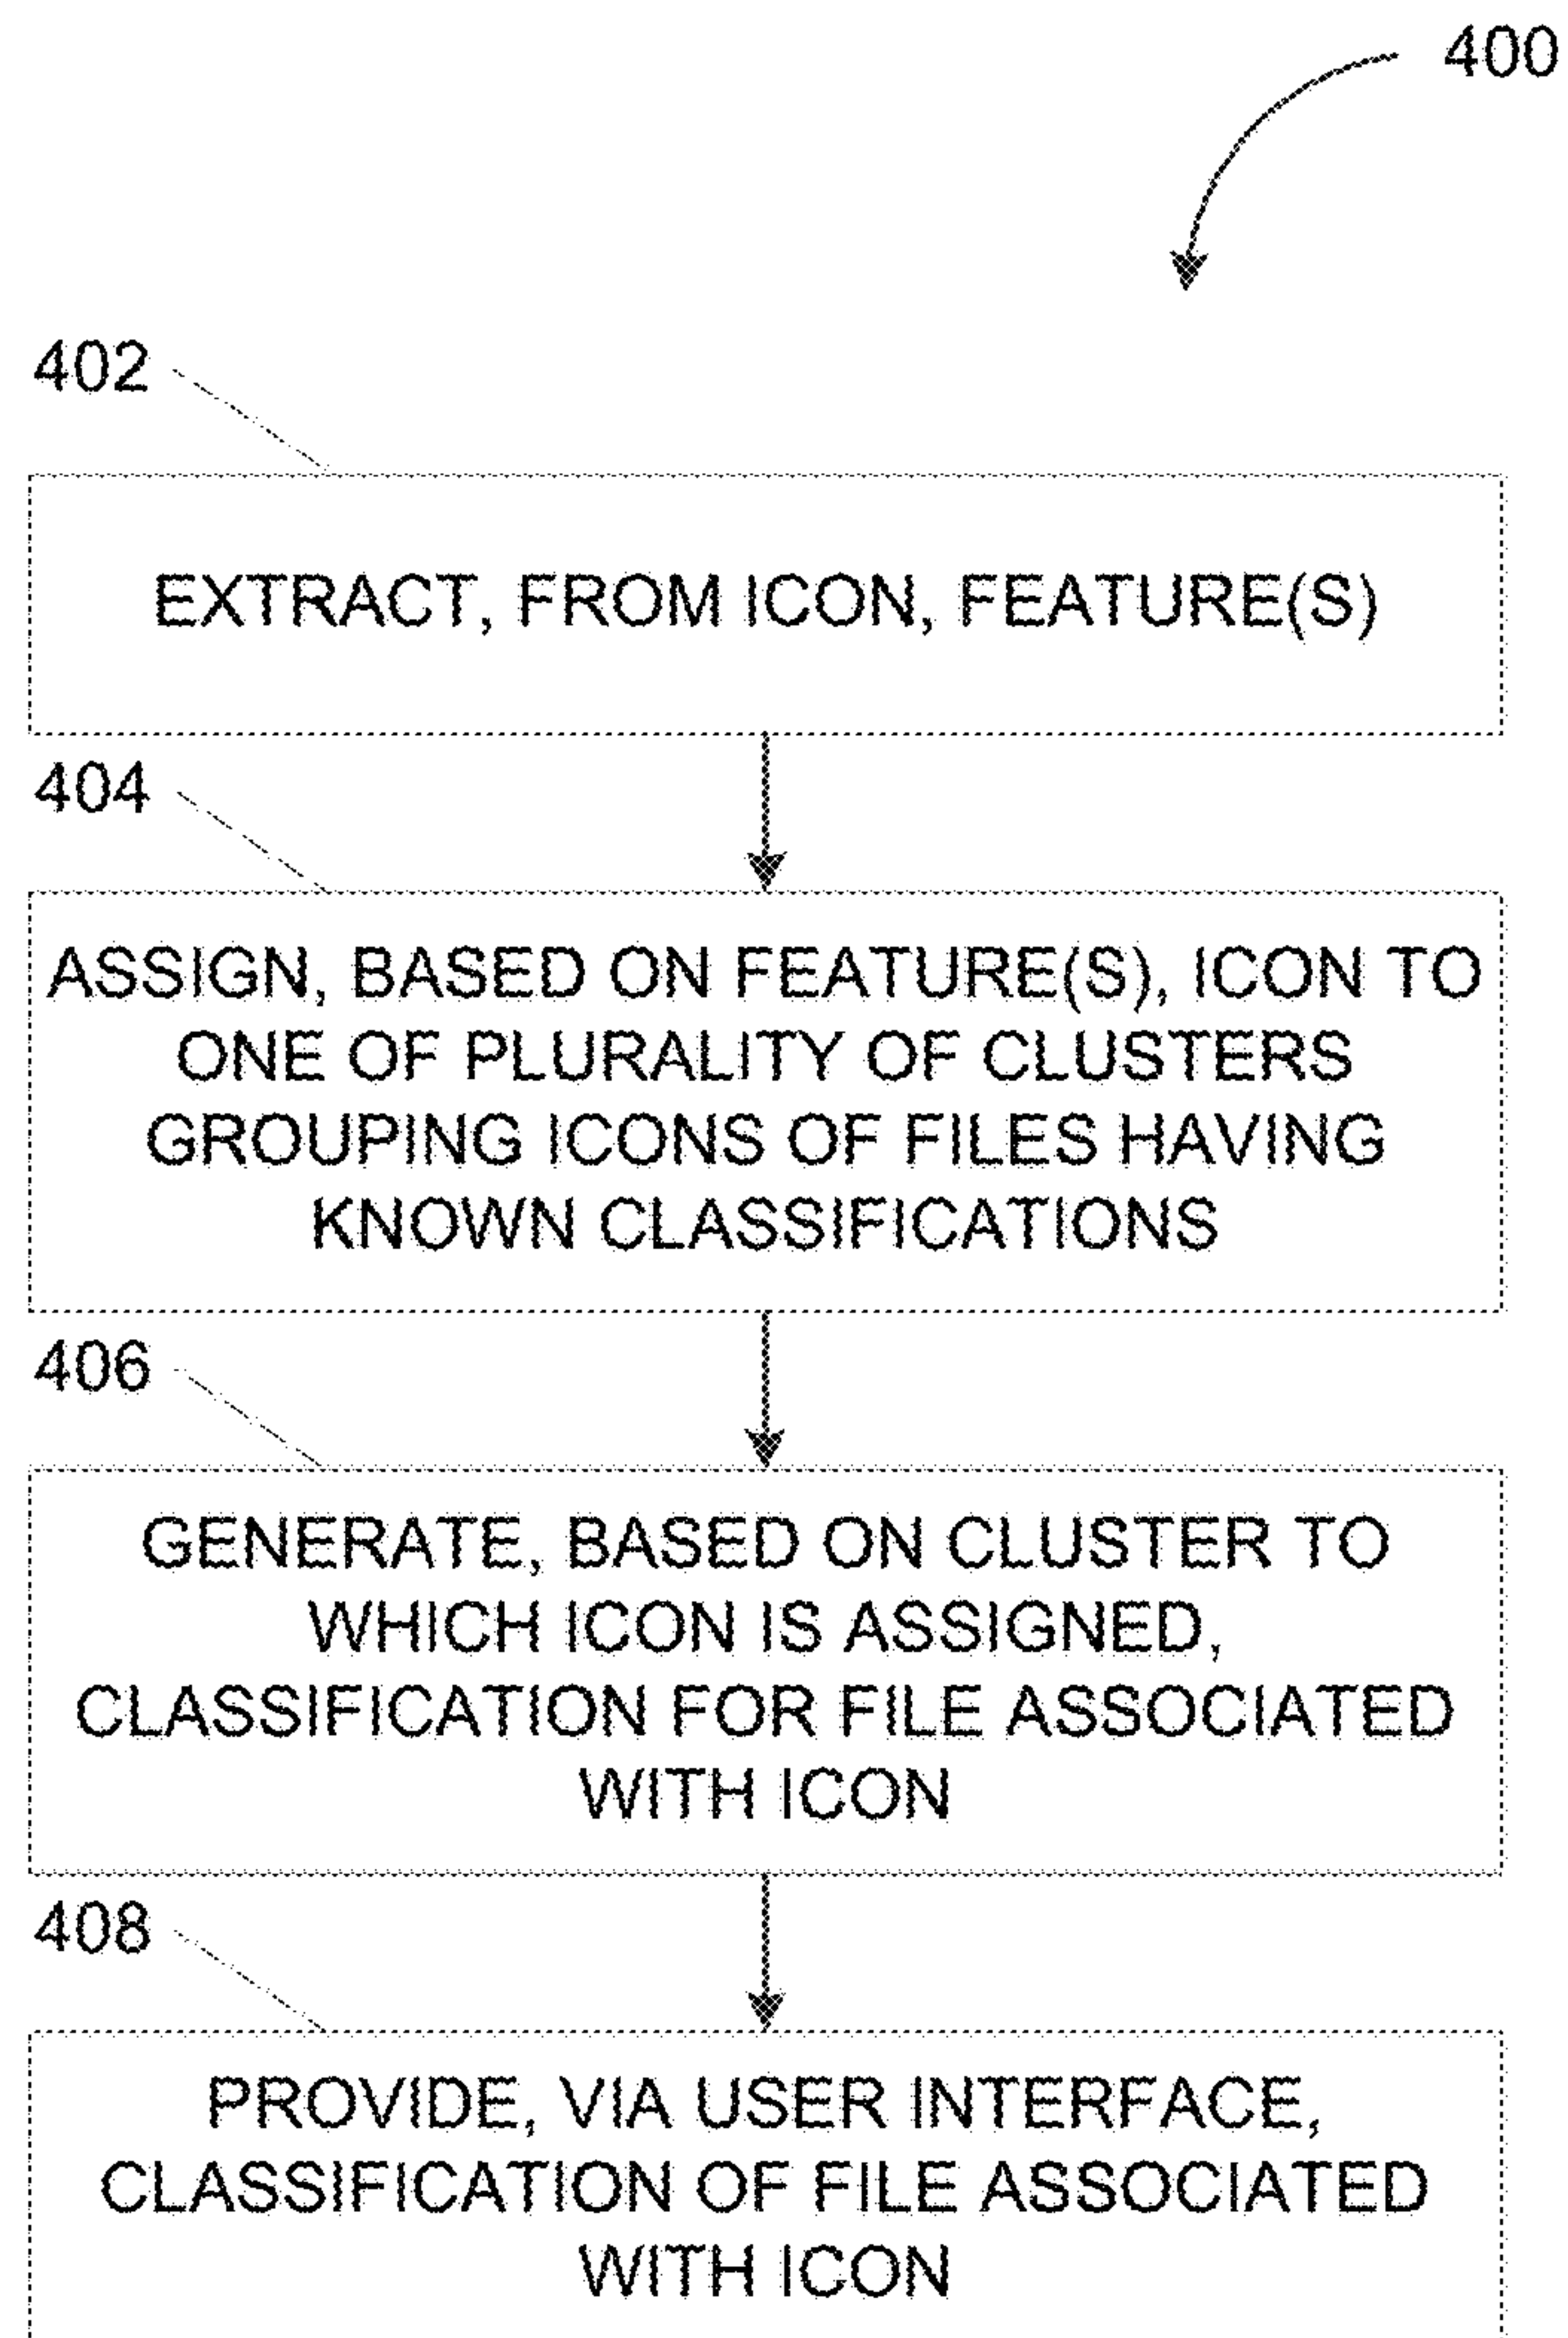 400
402
EXTRACT, FROM ICON, FEATURE(S)
404
ASSIGN, BASED ON FEATURE(S), ICON TO
ONE OF PLURALITY OF CLUSTERS
GROUPING ICONS OF FILES HAVING
KNOWN CLASSIFICATIONS
406
GENERATE, BASED ON CLUSTER TO
WHICH ICON IS ASSIGNED,
CLASSIFICATION FOR FILE ASSOCIATED
WITH ICON
408
PROVIDE, VIA USER INTERFACE,
CLASSIFICATION OF FILE ASSOCIATED
WITH ICON